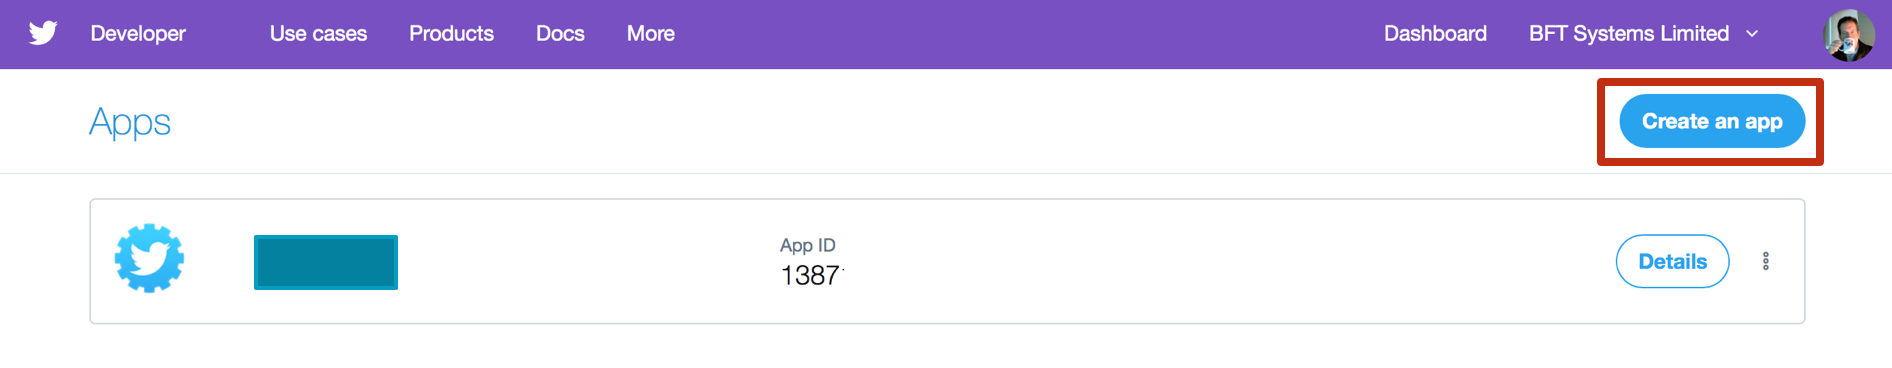 Developer Use cases Products Docs More Dashboard BFT Systems Limited
Apps Create an app
App ID
1387
Details